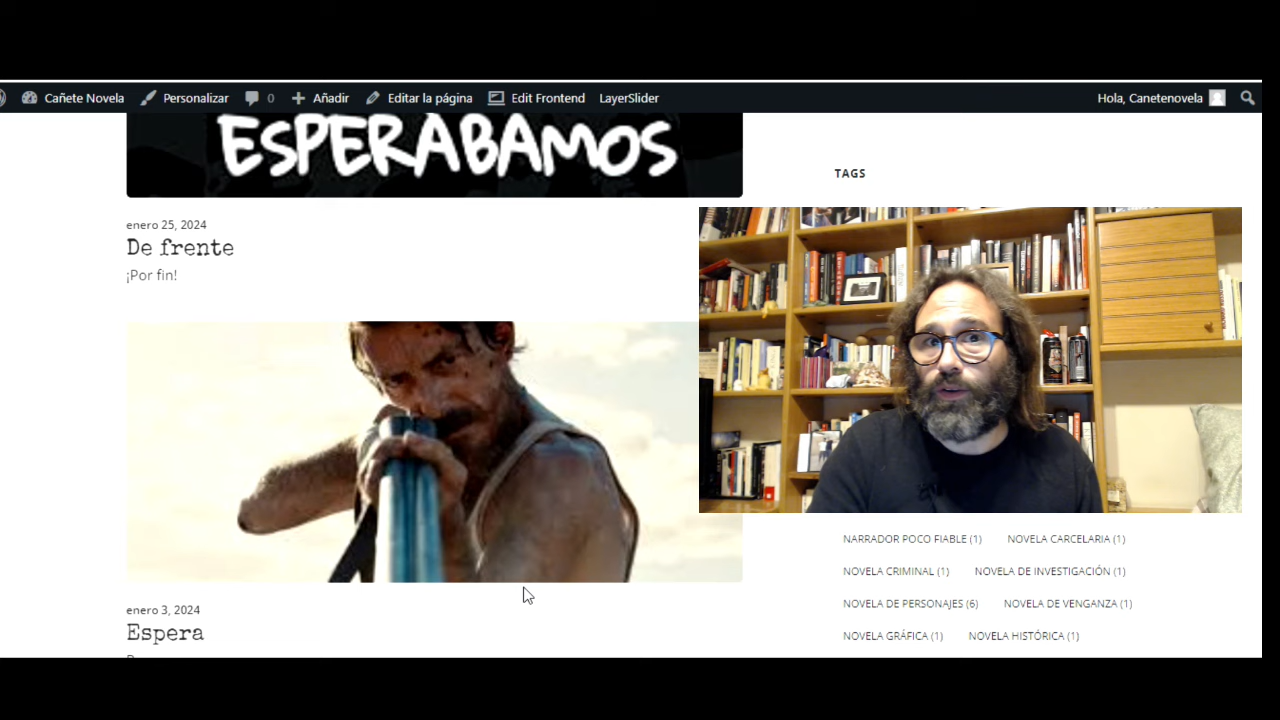 Cañete Novela Personalizar 0 Añadir Editar la página Edit Frontend LayerSlider Hola, Canetenovela
ESPERÁBAMOS
TAGS
enero 25, 2024
De frente
¡Por fin!
enero 3, 2024
Espera
NARRADOR POCO FIABLE (1) NOVELA CARCELARIA (1)
NOVELA CRIMINAL (1) NOVELA DE INVESTIGACIÓN (1)
NOVELA DE PERSONAJES (6) NOVELA DE VENGANZA (1)
NOVELA GRÁFICA (1) NOVELA HISTÓRICA (1)